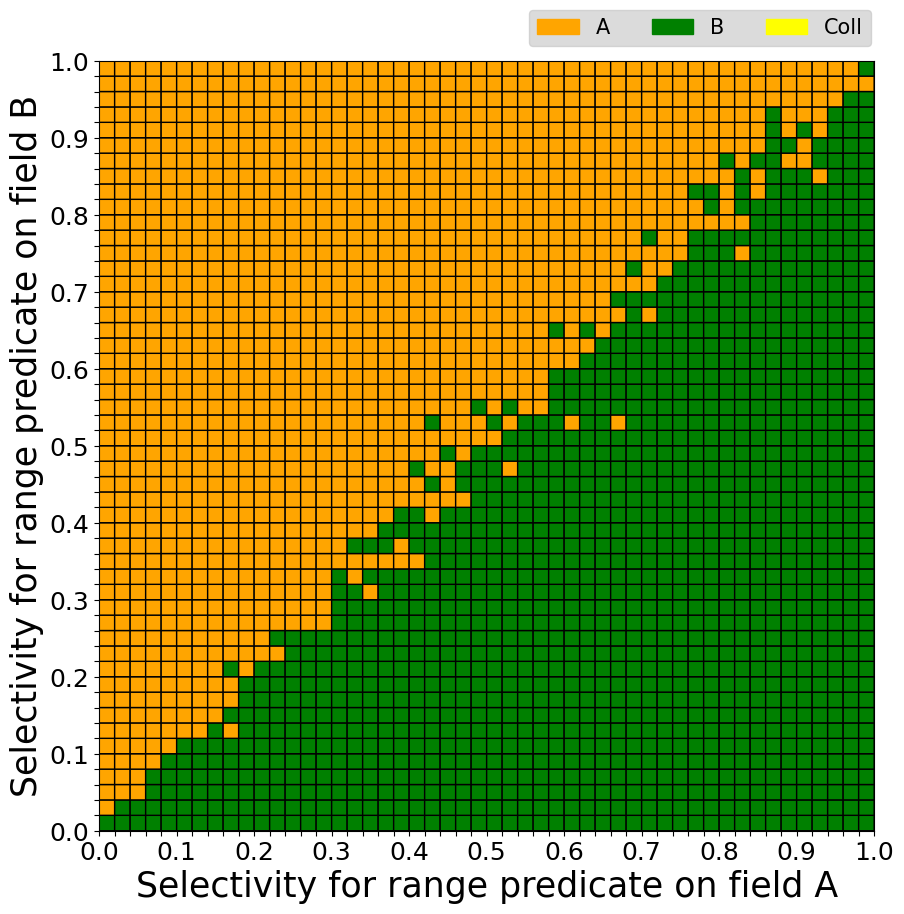 A B Coll
Selectivity for range predicate on field B
1.0
0.9
0.8
0.7
0.6
0.5
0.4
0.3
0.2
0.1
0.0
0.0 0.1 0.2 0.3 0.4 0.5 0.6 0.7 0.8 0.9 1.0
Selectivity for range predicate on field A